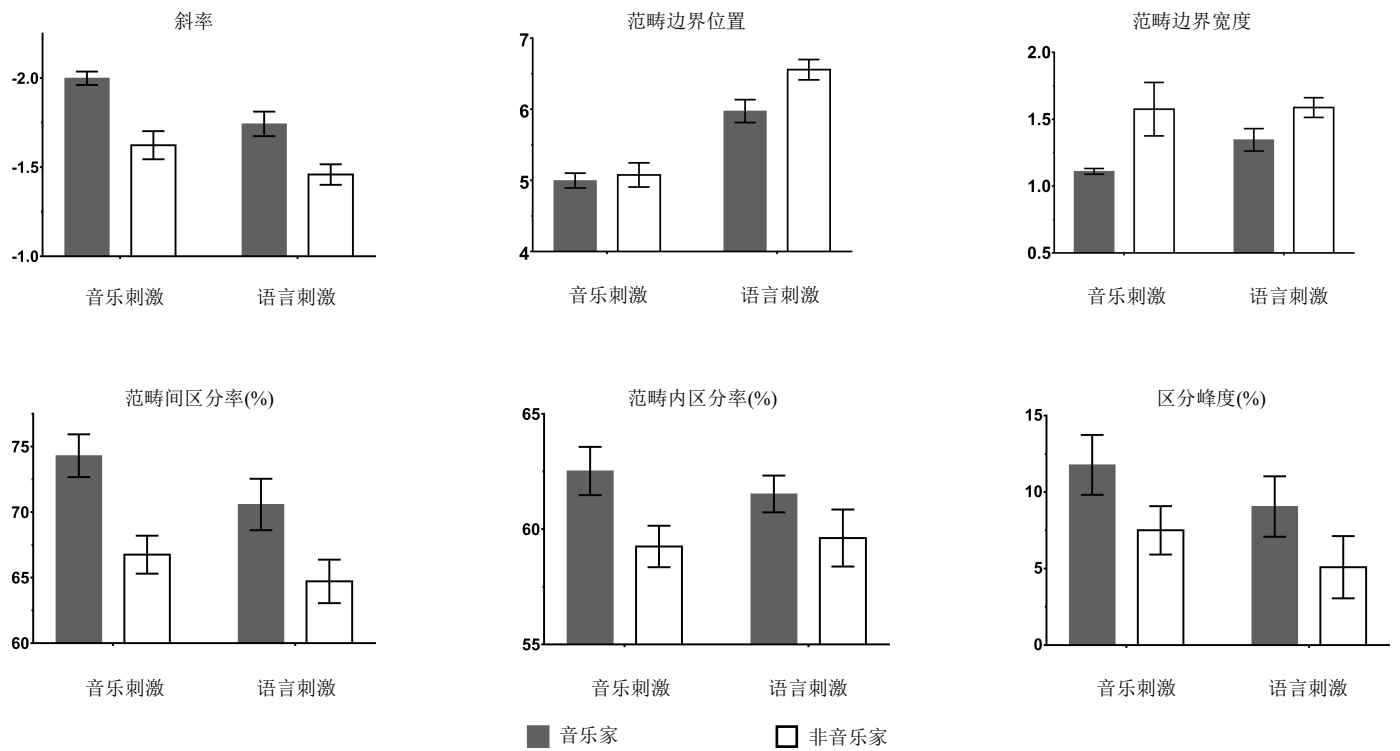 斜率
-2.0
-1.5
-1.0
音乐刺激
语言刺激
范畴边界位置
7
6
5
4
音乐刺激
语言刺激
范畴边界宽度
2.0
1.5
1.0
0.5
音乐刺激
语言刺激
范畴间区分率(%)
75
70
65
60
音乐刺激
语言刺激
范畴内区分率(%)
65
60
55
音乐刺激
语言刺激
区分峰度(%)
15
10
5
0
音乐刺激
语言刺激
音乐家
非音乐家